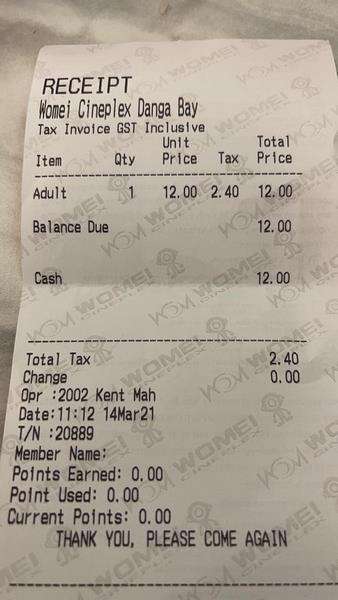 RECEIPT
Womei Cineplex Danga Bay
Tax Invoice GST Inclusive
Item Qty Unit Price Tax Total Price
Adult 1 12.00 2.40 12.00
Balance Due 12.00
Cash 12.00
Total Tax 2.40
Change 0.00
Opr :2002 Kent Mah
Date:11:12 14Mar21
T/N :20889
Member Name:
Points Earned: 0.00
Point Used: 0.00
Current Points: 0.00
THANK YOU, PLEASE COME AGAIN
WOMEI
CINEPLEX